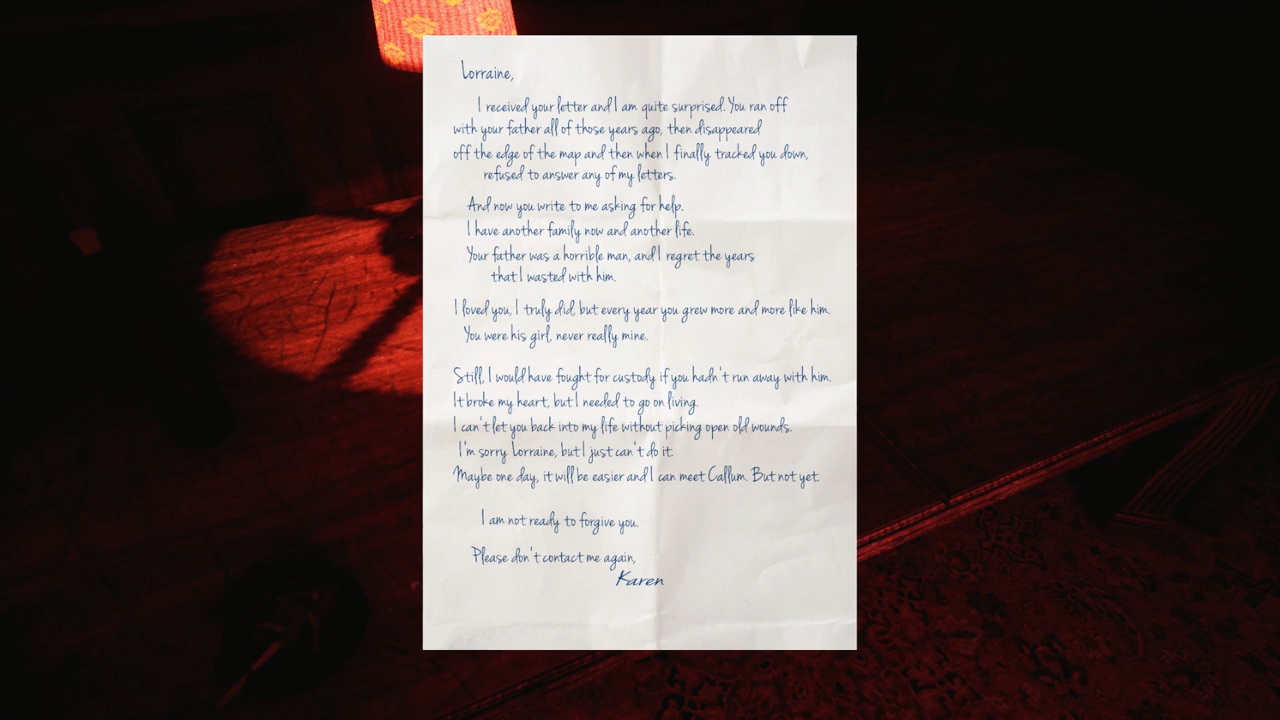 Lorraine,
I received your letter and I am quite surprised. You ran off
with your father all of those years ago, then disappeared
off the edge of the map and then when I finally tracked you down,
refused to answer any of my letters.
And now you write to me asking for help.
I have another family now and another life.
Your father was a horrible man, and I regret the years
that I wasted with him.
I loved you, I truly did, but every year you grew more and more like him.
You were his girl, never really mine.
Still, I would have fought for custody if you hadn't run away with him.
It broke my heart, but I needed to go on living.
I can't let you back into my life without picking open old wounds.
I'm sorry Lorraine, but I just can't do it.
Maybe one day, it will be easier and I can meet Callum. But not yet.
I am not ready to forgive you.
Please don't contact me again,
Karen